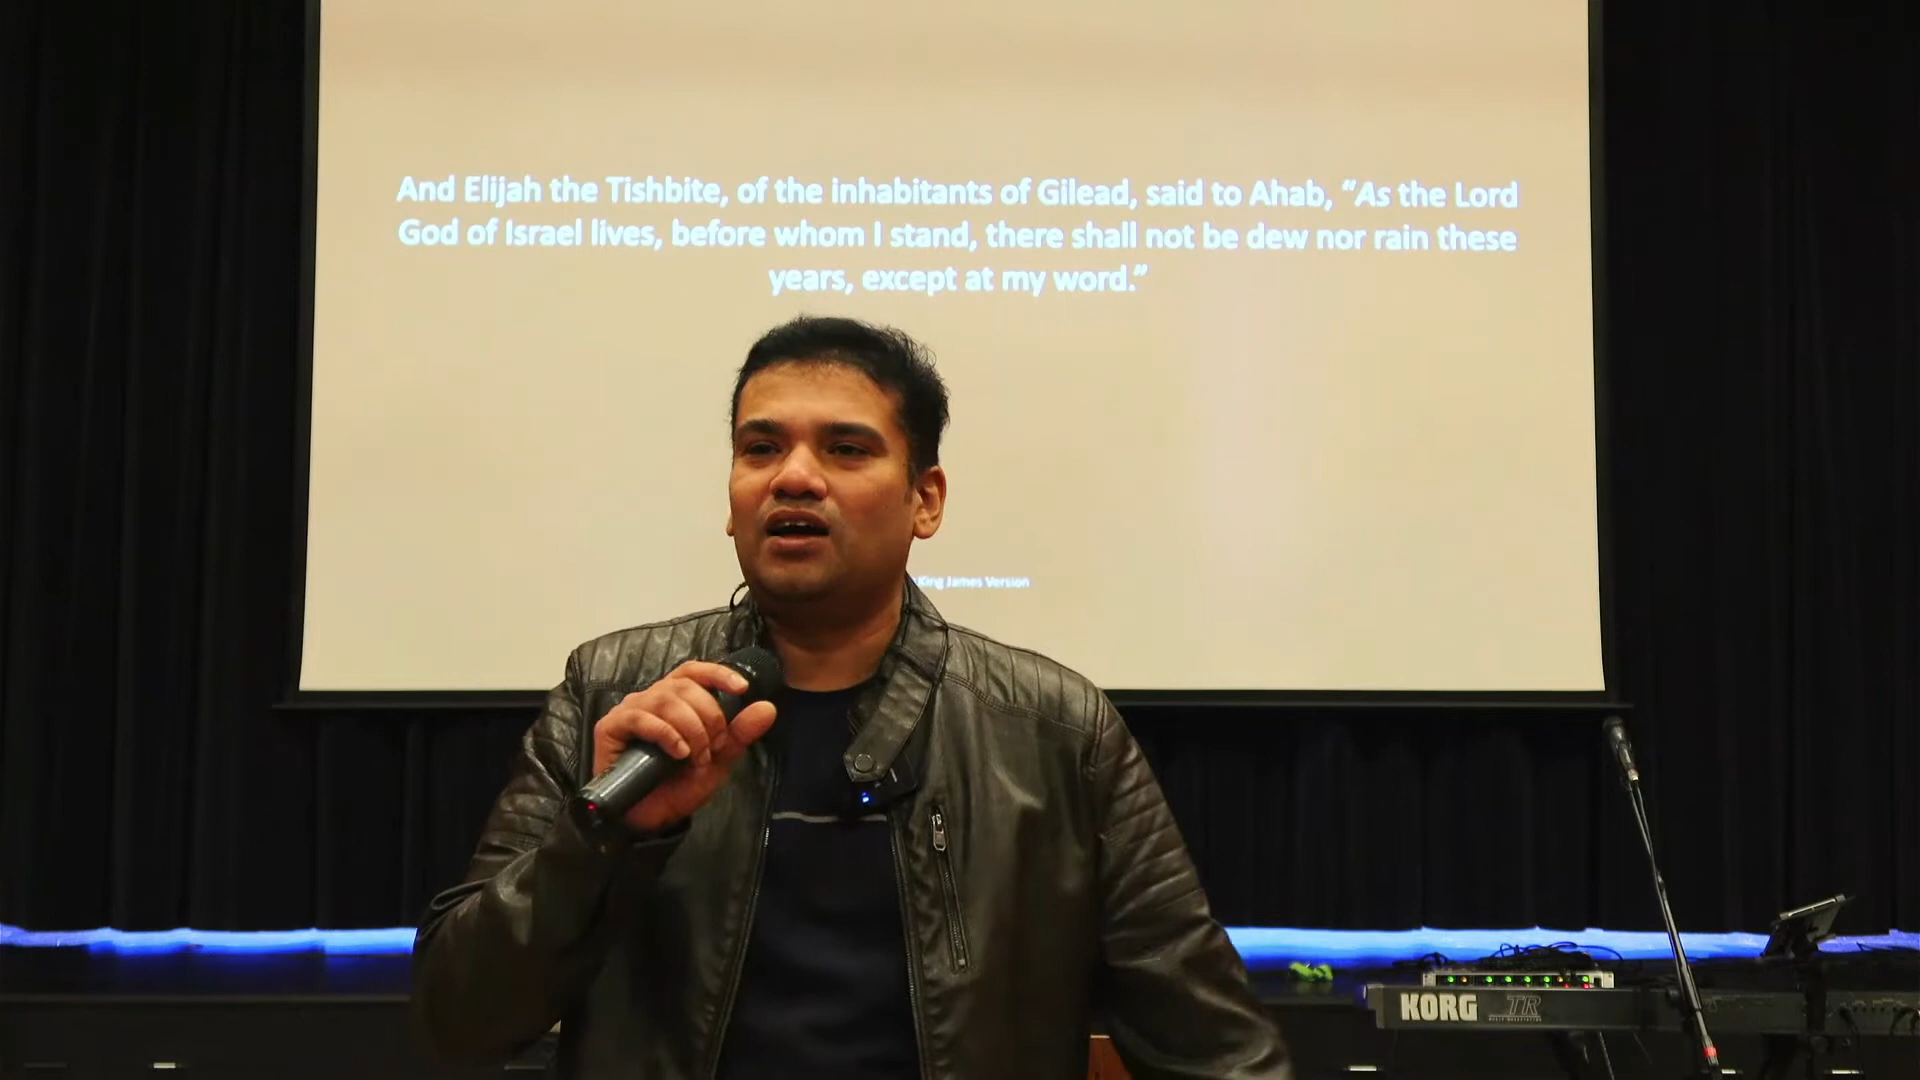 And Elijah the Tishbite, of the inhabitants of Gilead, said to Ahab, “As the Lord
God of Israel lives, before whom I stand, there shall not be dew nor rain these
years, except at my word.”
King James Version
KORG TR